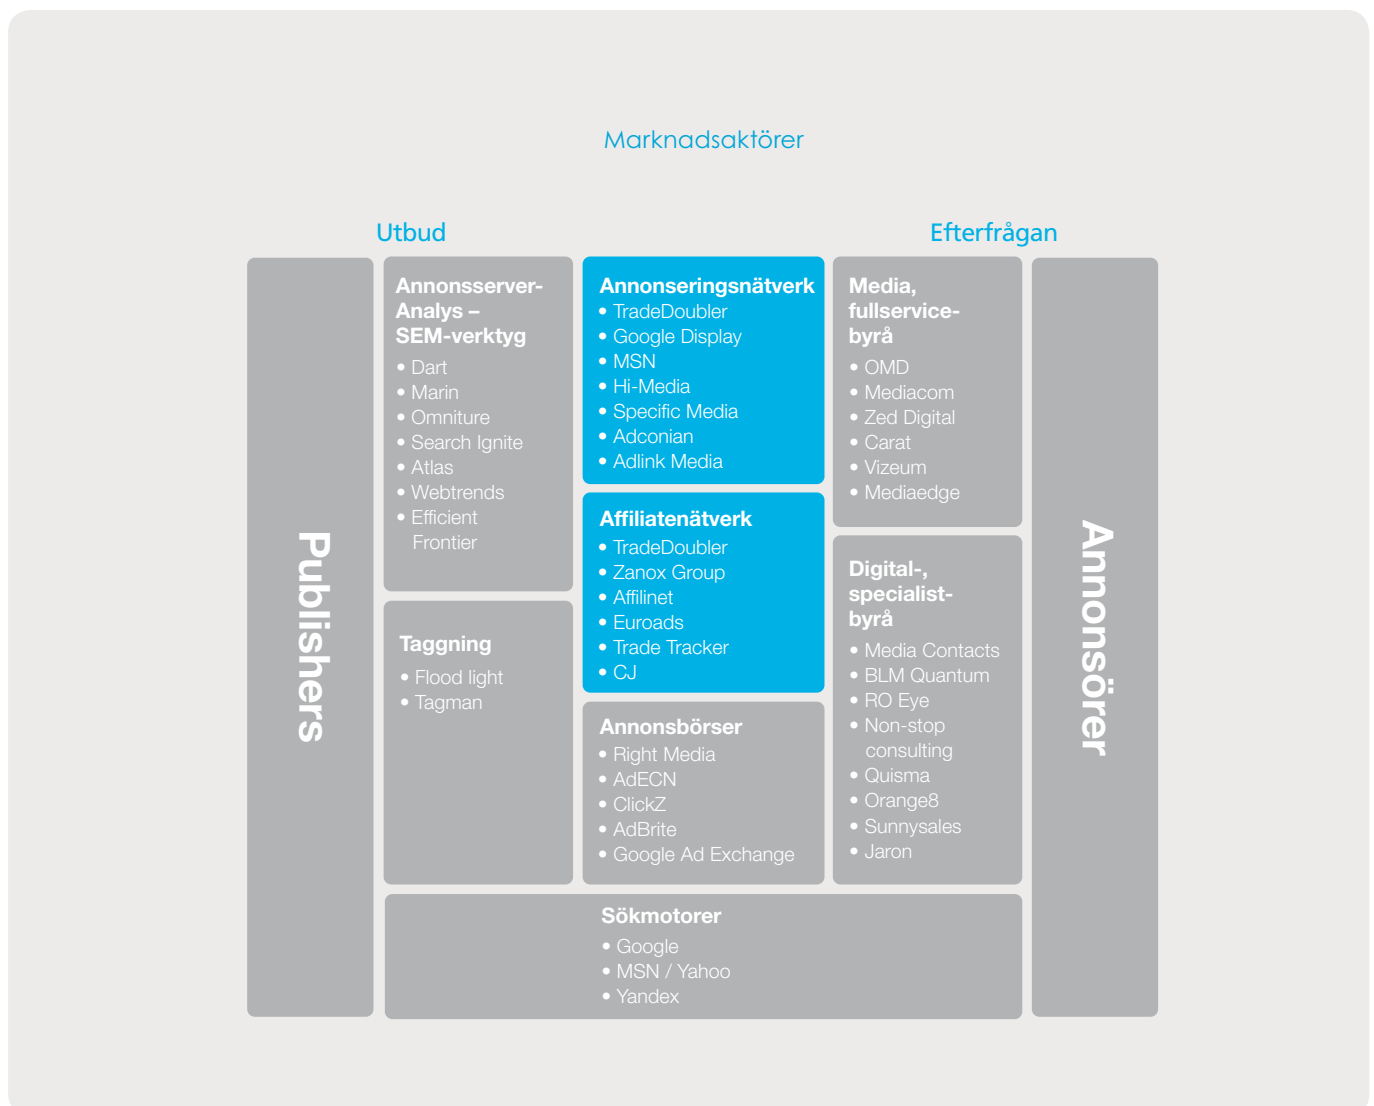 Marknadsaktörer
Utbud
Efterfrågan
Publishers
Annonsserver-
Analys –
SEM-verktyg
• Dart
• Marin
• Omniture
• Search Ignite
• Atlas
• Webtrends
• Efficient
Frontier
Taggning
• Flood light
• Tagman
Annonseringsnätverk
• TradeDoubler
• Google Display
• MSN
• Hi-Media
• Specific Media
• Adconian
• Adlink Media
Affiliatenätverk
• TradeDoubler
• Zanox Group
• Affilinet
• Euroads
• Trade Tracker
• CJ
Annonsbörser
• Right Media
• AdECN
• ClickZ
• AdBrite
• Google Ad Exchange
Media,
fullservice-
byrå
• OMD
• Mediacom
• Zed Digital
• Carat
• Vizeum
• Mediaedge
Digital-,
specialist-
byrå
• Media Contacts
• BLM Quantum
• RO Eye
• Non-stop
consulting
• Quisma
• Orange8
• Sunnysales
• Jaron
Annonsörer
Sökmotorer
• Google
• MSN / Yahoo
• Yandex